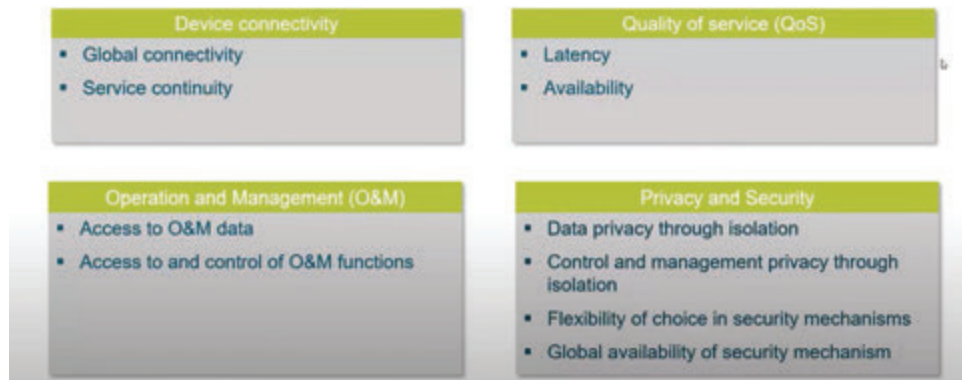 Device connectivity
▪ Global connectivity
▪ Service continuity
Quality of service (QoS)
▪ Latency
▪ Availability
Operation and Management (O&M)
▪ Access to O&M data
▪ Access to and control of O&M functions
Privacy and Security
▪ Data privacy through isolation
▪ Control and management privacy through
isolation
▪ Flexibility of choice in security mechanisms
▪ Global availability of security mechanism